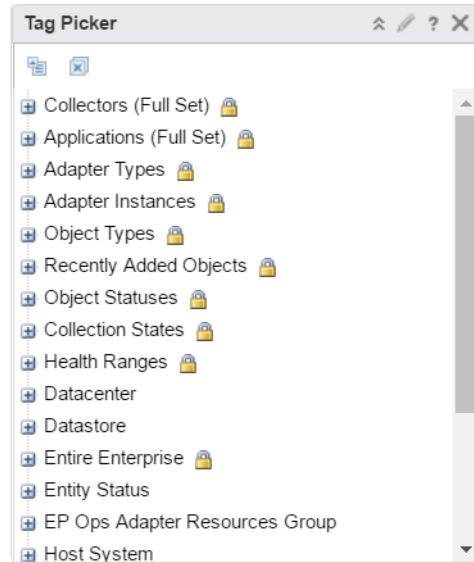 Tag Picker ?
Collectors (Full Set)
Applications (Full Set)
Adapter Types
Adapter Instances
Object Types
Recently Added Objects
Object Statuses
Collection States
Health Ranges
Datacenter
Datastore
Entire Enterprise
Entity Status
EP Ops Adapter Resources Group
Host System